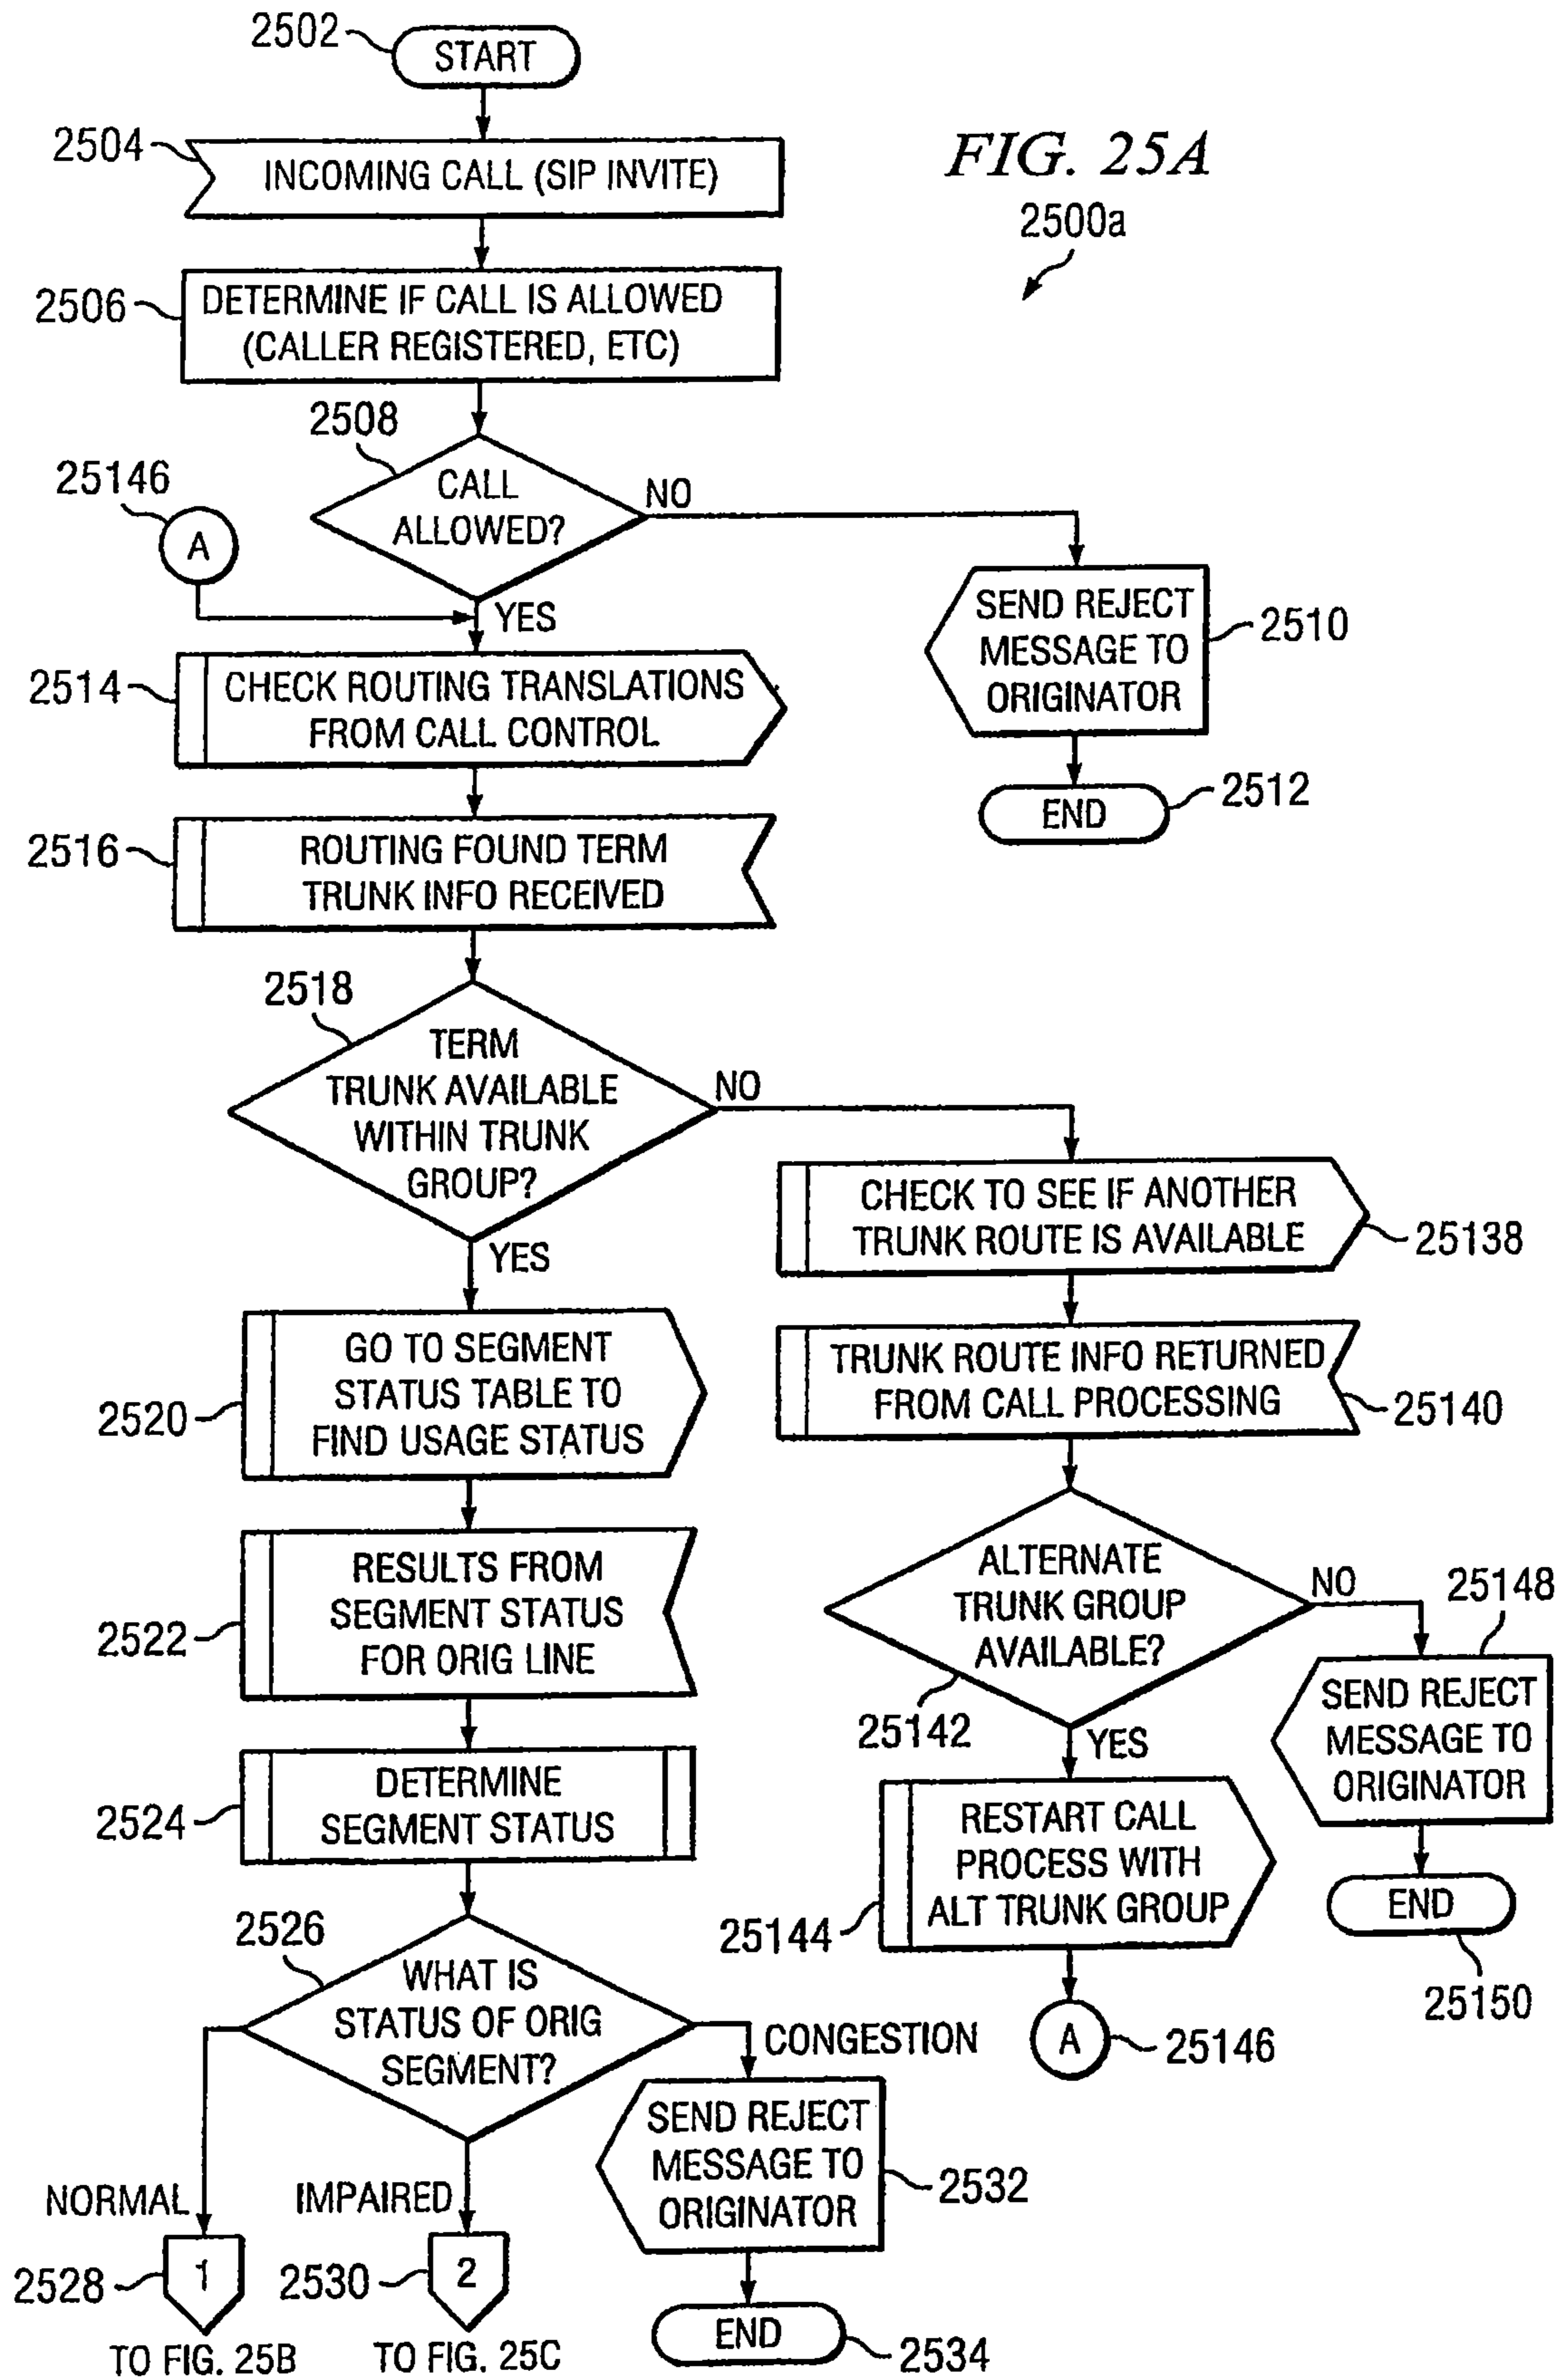 2502
START
FIG. 25A
2500a
2504
INCOMING CALL (SIP INVITE)
2506
DETERMINE IF CALL IS ALLOWED
(CALLER REGISTERED, ETC)
2508
CALL
ALLOWED?
NO
YES
25146
A
SEND REJECT
MESSAGE TO
ORIGINATOR
2510
END
2512
2514
CHECK ROUTING TRANSLATIONS
FROM CALL CONTROL
2516
ROUTING FOUND TERM
TRUNK INFO RECEIVED
2518
TERM
TRUNK AVAILABLE
WITHIN TRUNK
GROUP?
NO
YES
CHECK TO SEE IF ANOTHER
TRUNK ROUTE IS AVAILABLE
25138
TRUNK ROUTE INFO RETURNED
FROM CALL PROCESSING
25140
2520
GO TO SEGMENT
STATUS TABLE TO
FIND USAGE STATUS
2522
RESULTS FROM
SEGMENT STATUS
FOR ORIG LINE
ALTERNATE
TRUNK GROUP
AVAILABLE?
25142
NO
YES
25148
SEND REJECT
MESSAGE TO
ORIGINATOR
END
25150
2524
DETERMINE
SEGMENT STATUS
RESTART CALL
PROCESS WITH
ALT TRUNK GROUP
25144
A
25146
2526
WHAT IS
STATUS OF ORIG
SEGMENT?
CONGESTION
NORMAL
IMPAIRED
SEND REJECT
MESSAGE TO
ORIGINATOR
2532
2528
1
TO FIG. 25B
2530
2
TO FIG. 25C
END
2534